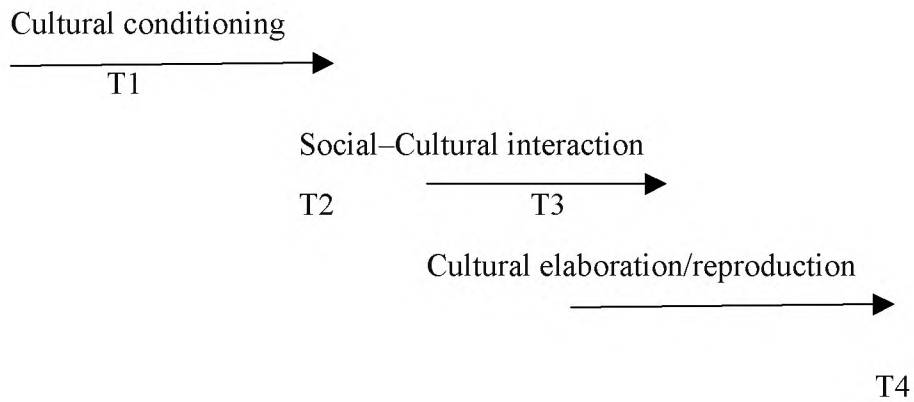 Cultural conditioning
T1
Social–Cultural interaction
T2 T3
Cultural elaboration/reproduction
T4